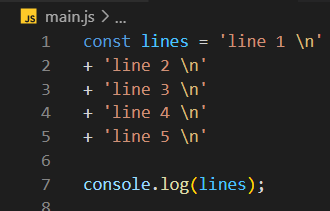 JS main.js > ...
1 const lines = 'line 1 \n'
2 + 'line 2 \n'
3 + 'line 3 \n'
4 + 'line 4 \n'
5 + 'line 5 \n'
6
7 console.log(lines);